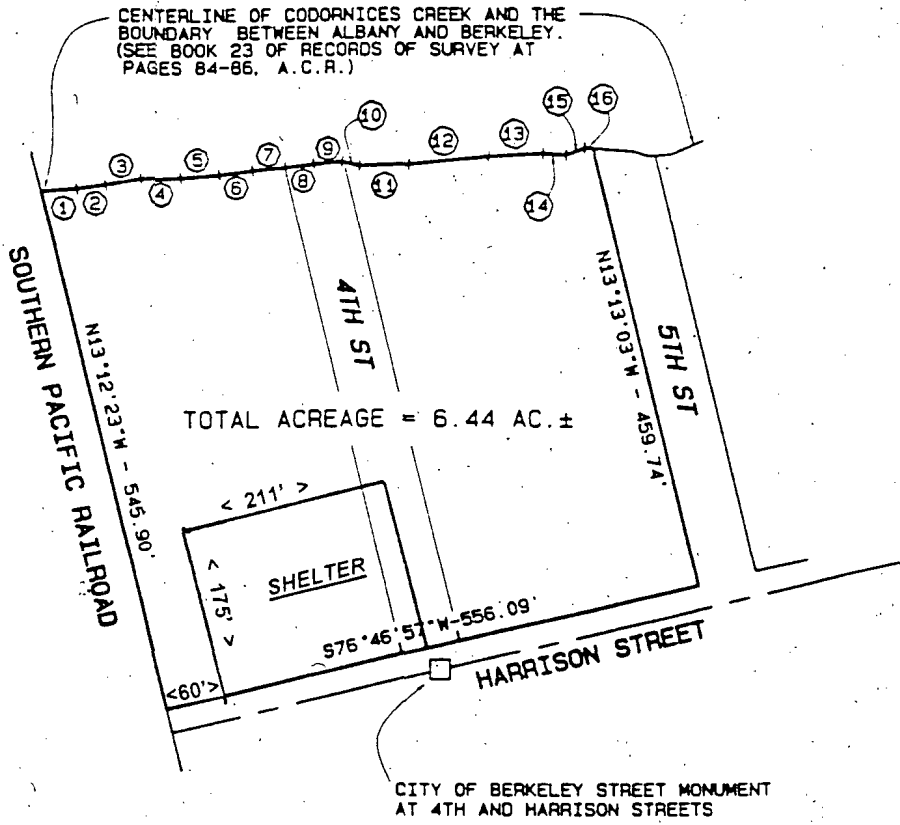 CENTERLINE OF CODORNICES CREEK AND THE
BOUNDARY BETWEEN ALBANY AND BERKELEY.
(SEE BOOK 23 OF RECORDS OF SURVEY AT
PAGES 84-86, A.C.R.)
1
2
3
4
5
6
7
8
9
10
11
12
13
14
15
16
SOUTHERN PACIFIC RAILROAD
N13°12'23"W - 545.90'
4TH ST
N13°13'03"W - 459.74'
5TH ST
TOTAL ACREAGE = 6.44 AC.±
< 211' >
< 175' >
SHELTER
S76°46'57"W-556.09'
<60'>
HARRISON STREET
CITY OF BERKELEY STREET MONUMENT
AT 4TH AND HARRISON STREETS